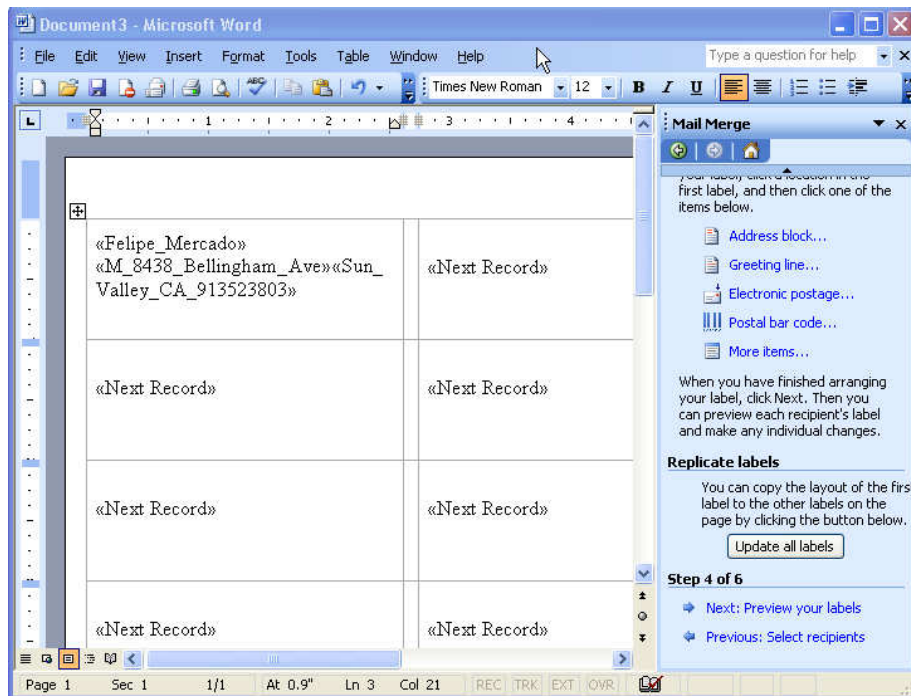 Document3 - Microsoft Word
File Edit View Insert Format Tools Table Window Help
Type a question for help
Times New Roman 12 B I U
L 1 2 3 4
Mail Merge
first label, and then click one of the
items below.
Address block...
Greeting line...
Electronic postage...
Postal bar code...
More items...
When you have finished arranging
your label, click Next. Then you
can preview each recipient's label
and make any individual changes.
Replicate labels
You can copy the layout of the firs
label to the other labels on the
page by clicking the button below.
Update all labels
Step 4 of 6
Next: Preview your labels
Previous: Select recipients
«Felipe_Mercado»
«M_8438_Bellingham_Ave»«Sun_
Valley_CA_913523803»
«Next Record»
«Next Record» «Next Record»
«Next Record» «Next Record»
«Next Record» «Next Record»
Page 1 Sec 1 1/1 At 0.9" Ln 3 Col 21 REC TRK EXT OVR